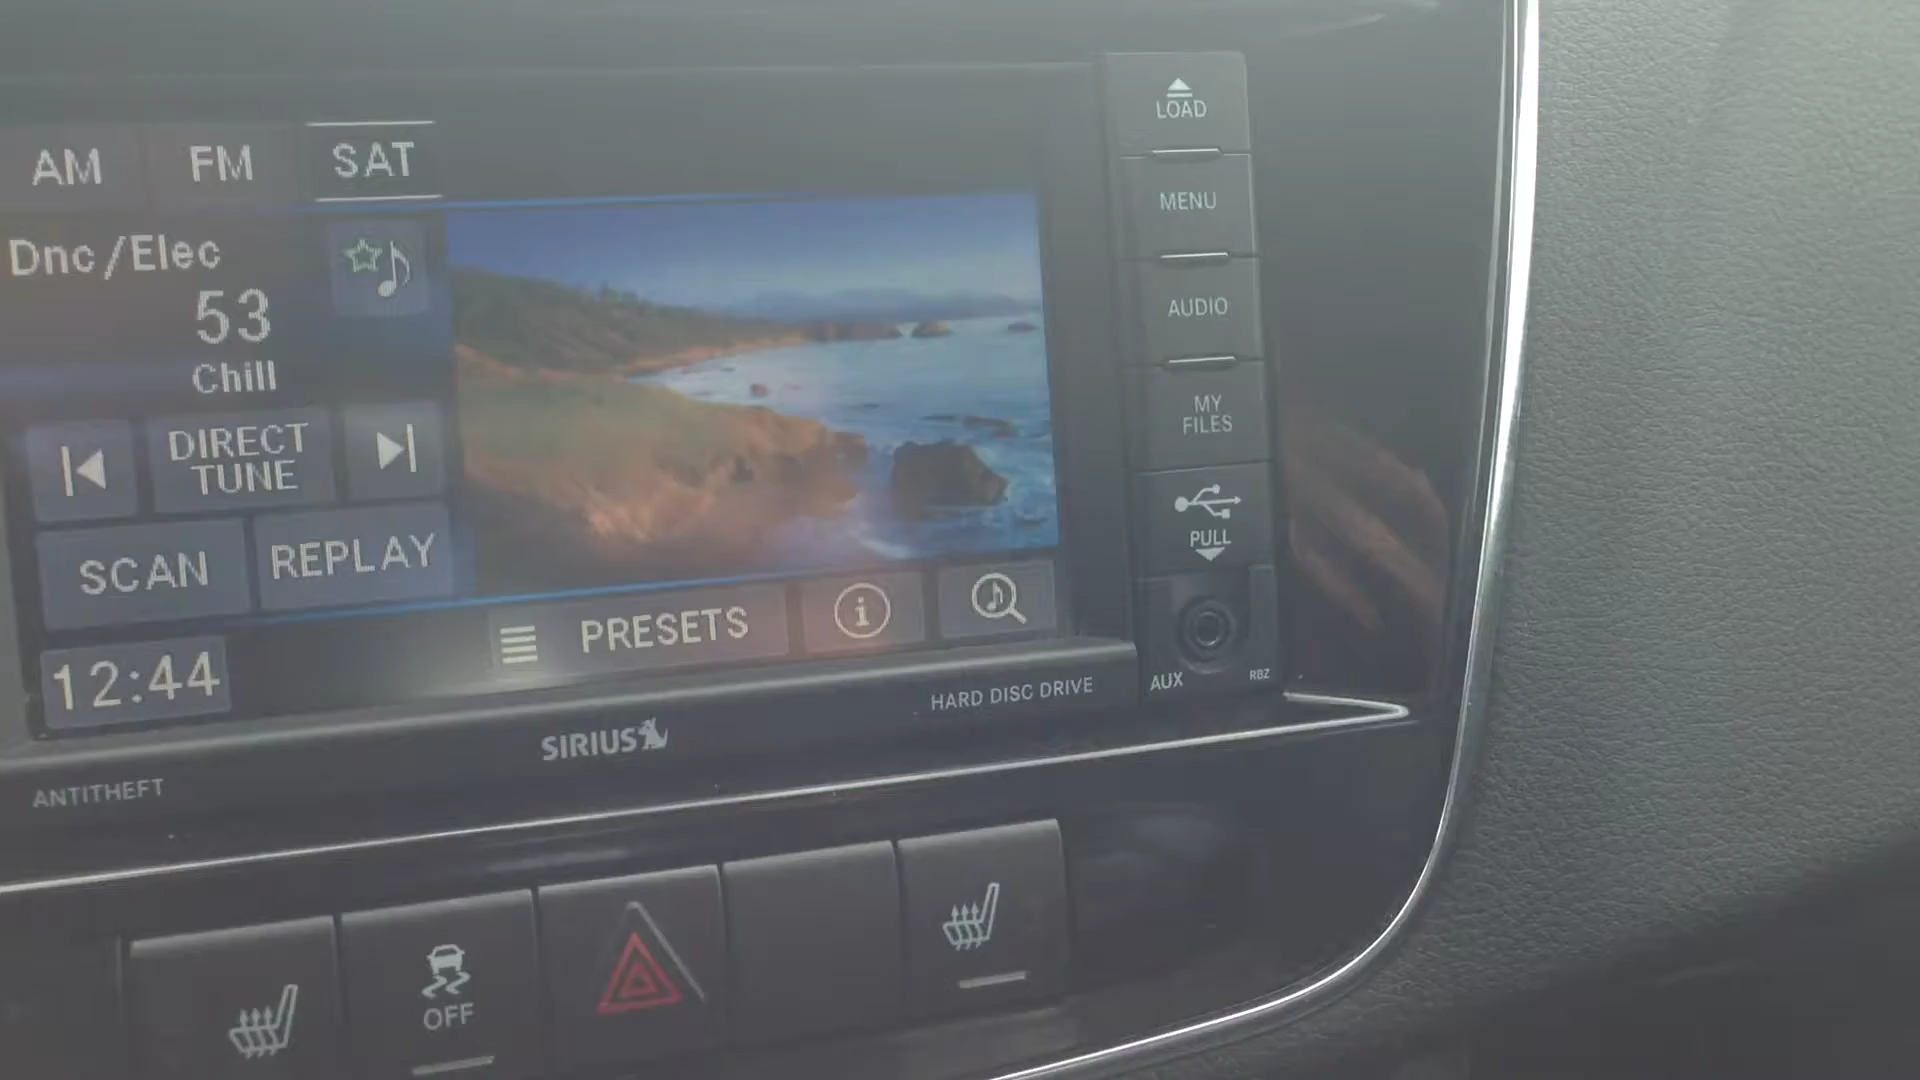 AM FM SAT
Dnc/Elec
53
Chill
DIRECT
TUNE
SCAN REPLAY
12:44
PRESETS
i
LOAD
MENU
AUDIO
MY
FILES
PULL
AUX RBZ
HARD DISC DRIVE
SIRIUS
ANTITHEFT
OFF